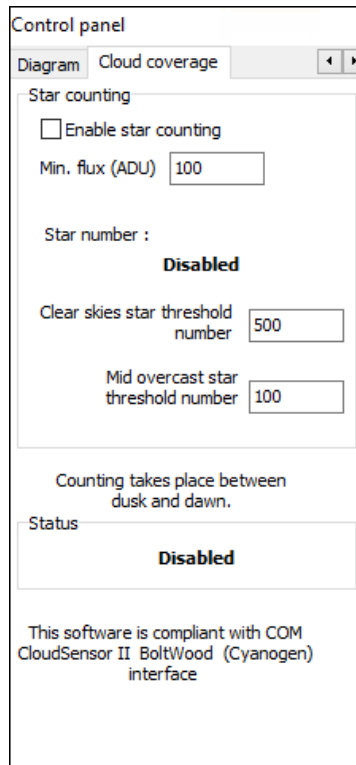 Control panel
Diagram Cloud coverage
Star counting
Enable star counting
Min. flux (ADU) 100
Star number :
Disabled
Clear skies star threshold
number 500
Mid overcast star
threshold number 100
Counting takes place between
dusk and dawn.
Status
Disabled
This software is compliant with COM
CloudSensor II BoltWood (Cyanogen)
interface